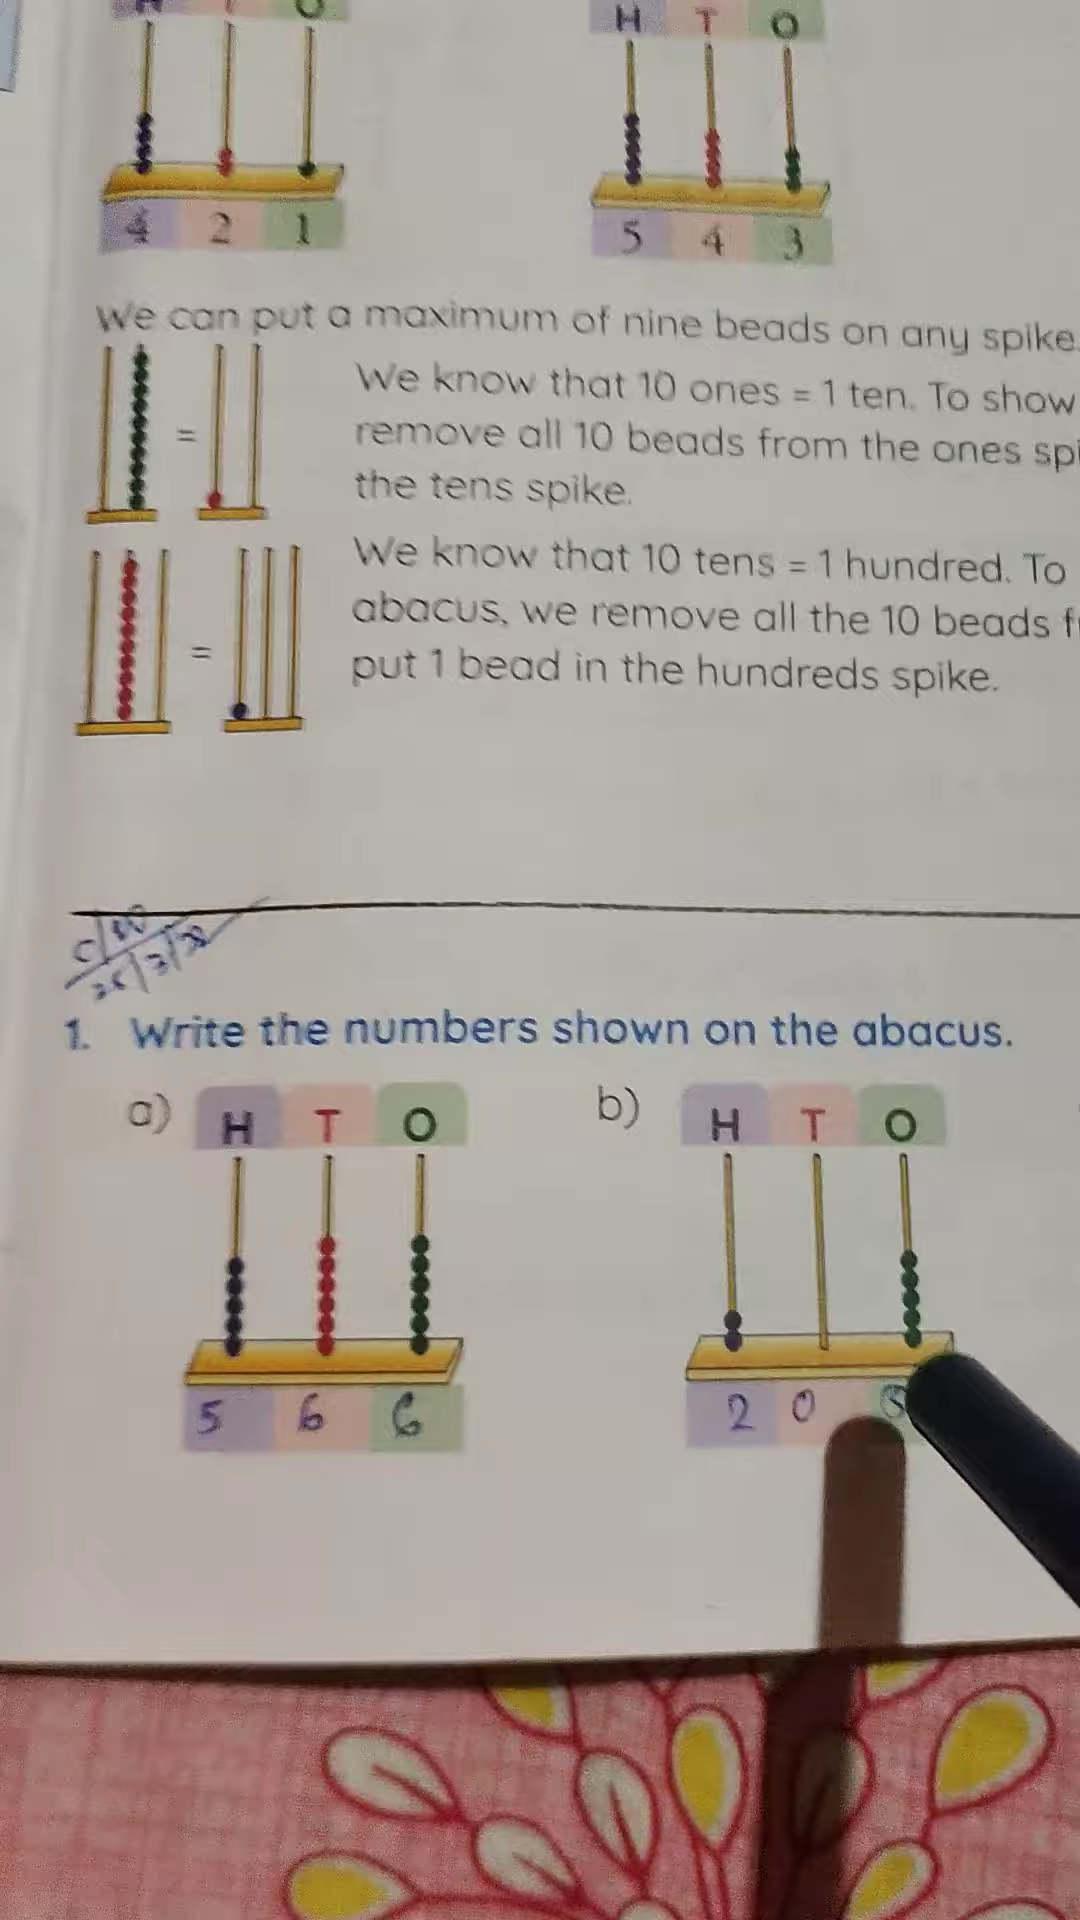 H T O
4 2 1
5 4 3
We can put a maximum of nine beads on any spike.
We know that 10 ones = 1 ten. To show
remove all 10 beads from the ones
the tens spike.
=
We know that 10 tens = 1 hundred. To
abacus, we remove all the 10 beads
put 1 bead in the hundreds spike.
=
C/W
1. Write the numbers shown on the abacus.
a) H T O
5 6 6
b) H T O
2 0